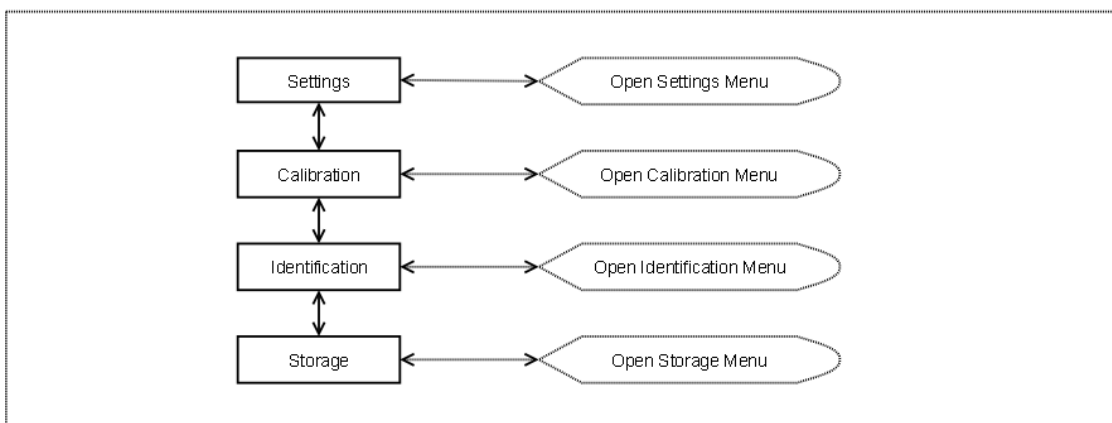 Settings
Open Settings Menu
Calibration
Open Calibration Menu
Identification
Open Identification Menu
Storage
Open Storage Menu